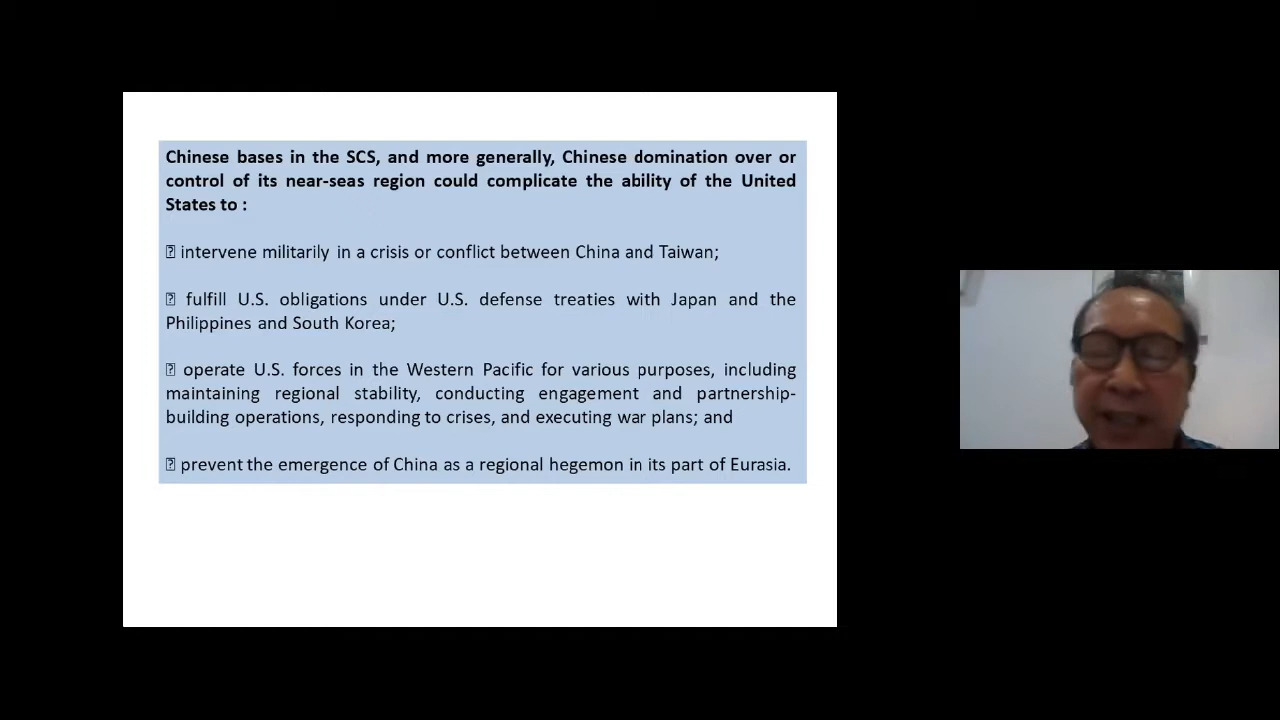 Chinese bases in the SCS, and more generally, Chinese domination over or
control of its near-seas region could complicate the ability of the United
States to :
⍰ intervene militarily in a crisis or conflict between China and Taiwan;
⍰ fulfill U.S. obligations under U.S. defense treaties with Japan and the
Philippines and South Korea;
⍰ operate U.S. forces in the Western Pacific for various purposes, including
maintaining regional stability, conducting engagement and partnership-
building operations, responding to crises, and executing war plans; and
⍰ prevent the emergence of China as a regional hegemon in its part of Eurasia.